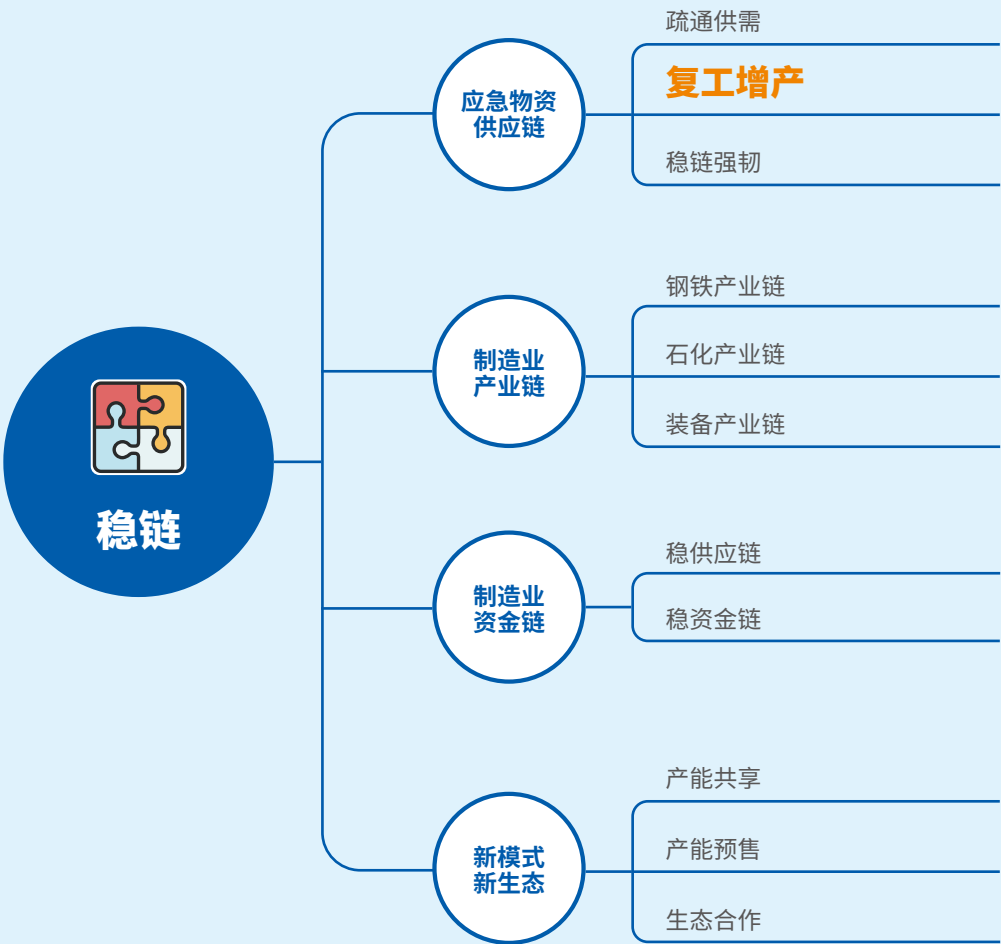 稳链
应急物资
供应链
疏通供需
复工增产
稳链强韧
制造业
产业链
钢铁产业链
石化产业链
装备产业链
制造业
资金链
稳供应链
稳资金链
新模式
新生态
产能共享
产能预售
生态合作